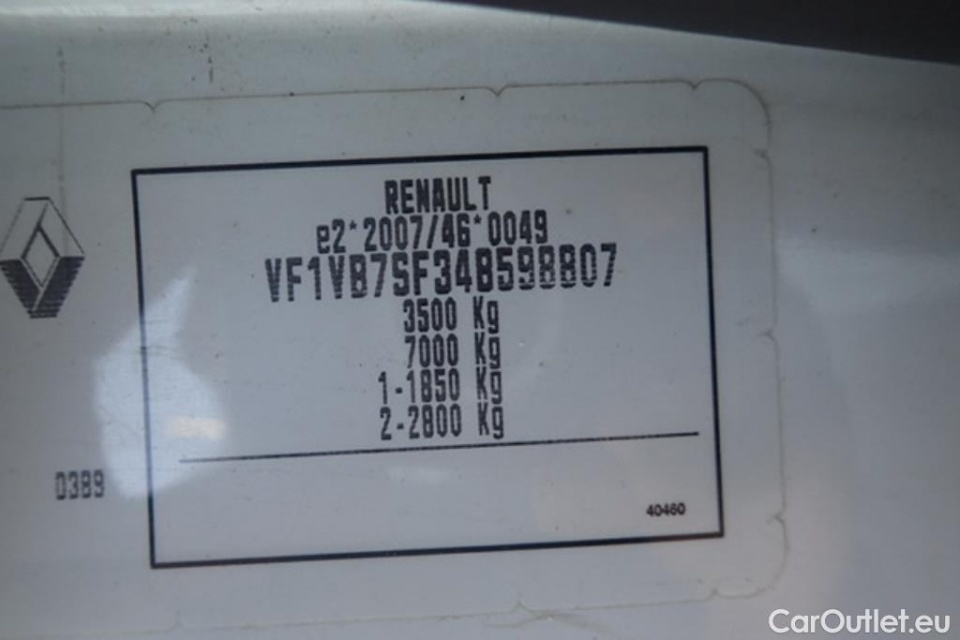 RENAULT
e2*2007/46*0049
VF1VB7SF348598807
3500 Kg
7000 Kg
1-1850 Kg
2-2800 Kg
0389
40460
CarOutlet.eu